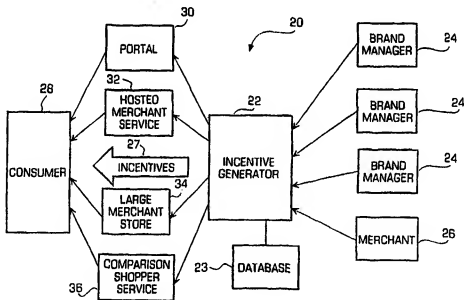 30
20
PORTAL
BRAND
MANAGER
24
32
28
HOSTED
MERCHANT
SERVICE
22
BRAND
MANAGER
24
27
INCENTIVES
CONSUMER
INCENTIVE
GENERATOR
BRAND
MANAGER
24
34
LARGE
MERCHANT
STORE
MERCHANT
26
COMPARISON
SHOPPER
SERVICE
36
23
DATABASE